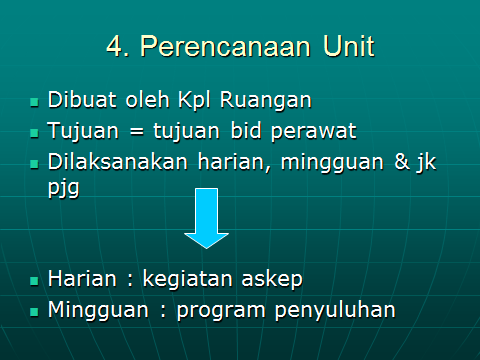 4. Perencanaan Unit
Dibuat oleh Kpl Ruangan
Tujuan = tujuan bid perawat
Dilaksanakan harian, mingguan & jk
pjg
Harian : kegiatan askep
Mingguan : program penyuluhan